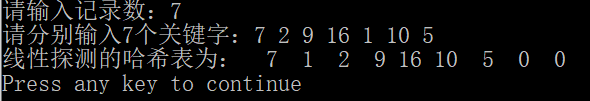 请输入记录数：7
请分别输入7个关键字：7 2 9 16 1 10 5
线性探测的哈希表为：  7  1  2  9 16 10  5  0  0
Press any key to continue